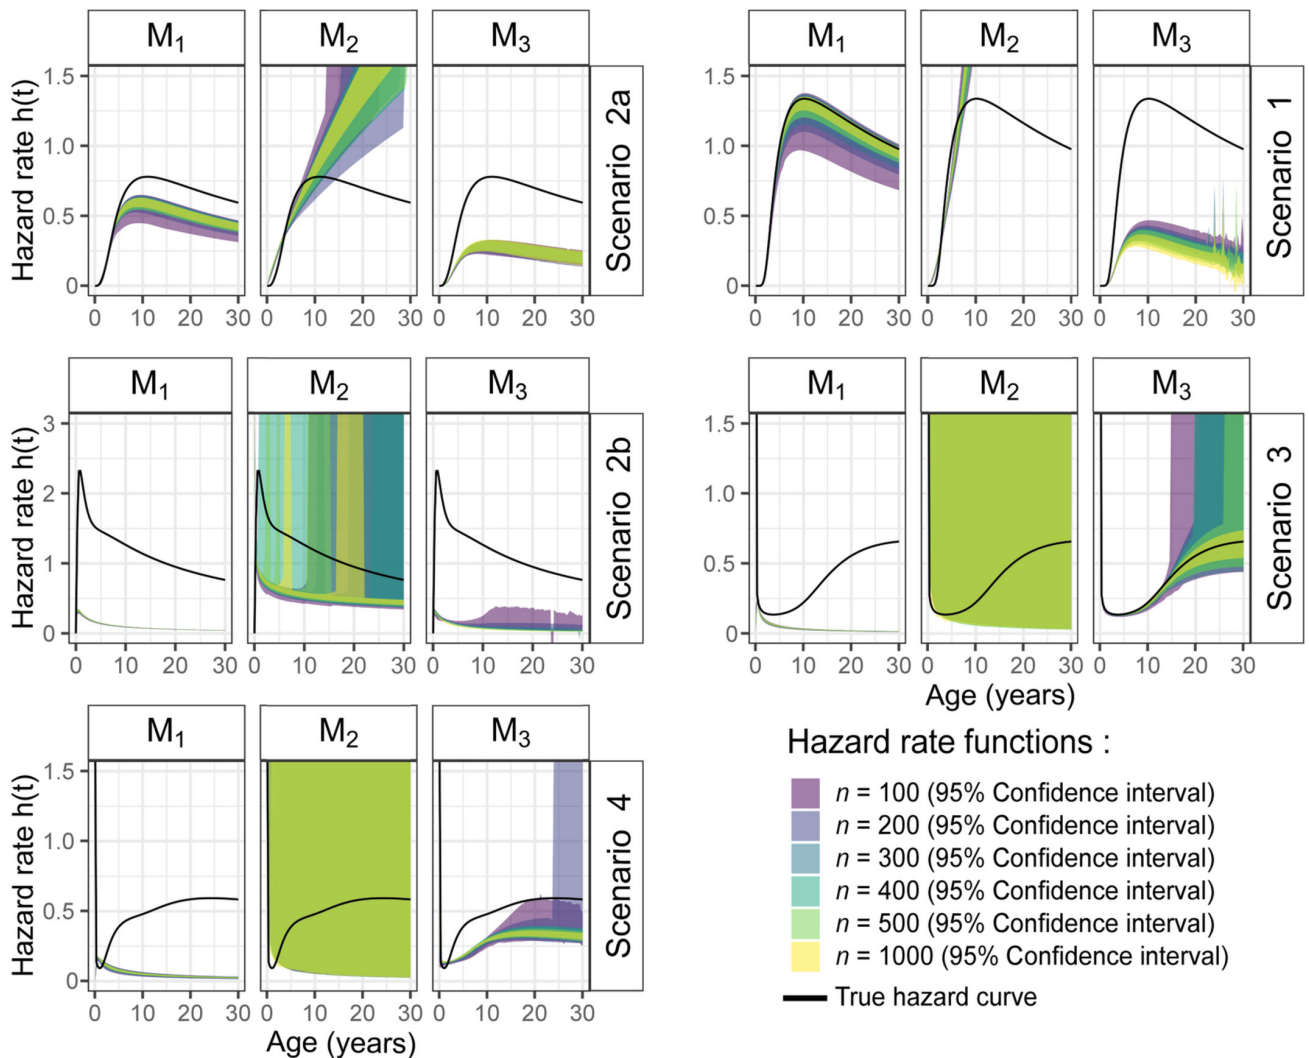 M1 M2 M3
Hazard rate h(t)
1.5
1.0
0.5
0
0 10 20 30 0 10 20 30 0 10 20 30
Scenario 2a
M1 M2 M3
1.5
1.0
0.5
0
0 10 20 30 0 10 20 30 0 10 20 30
Scenario 1
M1 M2 M3
Hazard rate h(t)
3
2
1
0
0 10 20 30 0 10 20 30 0 10 20 30
Scenario 2b
M1 M2 M3
1.5
1.0
0.5
0
0 10 20 30 0 10 20 30 0 10 20 30
Scenario 3
Age (years)
M1 M2 M3
Hazard rate h(t)
1.5
1.0
0.5
0
0 10 20 30 0 10 20 30 0 10 20 30
Scenario 4
Age (years)
Hazard rate functions :
n = 100 (95% Confidence interval)
n = 200 (95% Confidence interval)
n = 300 (95% Confidence interval)
n = 400 (95% Confidence interval)
n = 500 (95% Confidence interval)
n = 1000 (95% Confidence interval)
True hazard curve